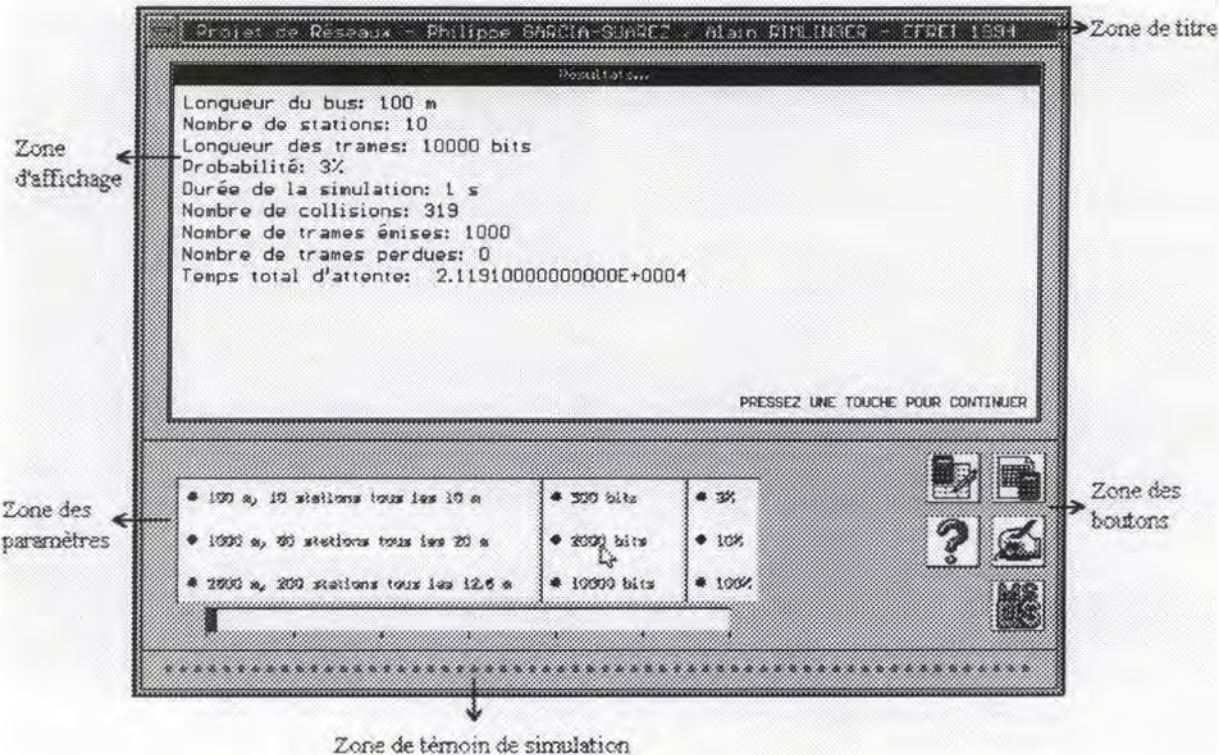 Projet de Réseaux - Philippe GARCIA-SUAREZ / Alain RIMLINGER - EFREI 1994
Zone de titre
Résultats...
Longueur du bus: 100 m
Nombre de stations: 10
Longueur des trames: 10000 bits
Probabilité: 3%
Durée de la simulation: 1 s
Nombre de collisions: 319
Nombre de trames émises: 1000
Nombre de trames perdues: 0
Temps total d'attente: 2.11910000000000E+0004
Zone
d'affichage
PRESSEZ UNE TOUCHE POUR CONTINUER
Zone des
paramètres
100 m, 10 stations tous les 10 m
500 bits
3%
1000 m, 50 stations tous les 20 m
2000 bits
10%
2500 m, 200 stations tous les 12.5 m
10000 bits
100%
?
MS
DOS
Zone des
boutons
Zone de témoin de simulation